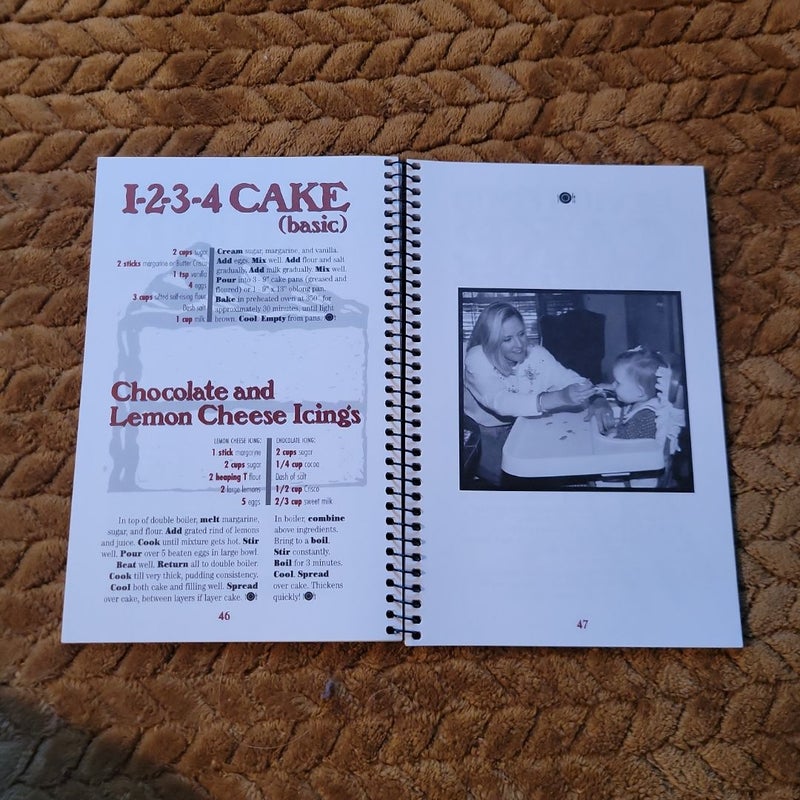 1-2-3-4 CAKE
(basic)
2 cups sugar
2 sticks margarine or Butter Crisco
1 tsp vanilla
4 eggs
3 cups sifted self-rising flour
Dash salt
1 cup milk
Cream sugar, margarine, and vanilla.
Add eggs. Mix well. Add flour and salt
gradually. Add milk gradually. Mix well.
Pour into 3 - 9" cake pans (greased and
floured) or 1 - 9" x 13" oblong pan.
Bake in preheated oven at 350° for
approximately 30 minutes, until light
brown. Cool. Empty from pans.
Chocolate and
Lemon Cheese Icing's
LEMON CHEESE ICING:
1 stick margarine
2 cups sugar
2 heaping T flour
2 large lemons
5 eggs
CHOCOLATE ICING:
2 cups sugar
1/4 cup cocoa
Dash of salt
1/2 cup Crisco
2/3 cup sweet milk
In top of double boiler, melt margarine,
sugar, and flour. Add grated rind of lemons
and juice. Cook until mixture gets hot. Stir
well. Pour over 5 beaten eggs in large bowl.
Beat well. Return all to double boiler.
Cook till very thick, pudding consistency.
Cool both cake and filling well. Spread
over cake, between layers if layer cake.
In boiler, combine
above ingredients.
Bring to a boil.
Stir constantly.
Boil for 3 minutes.
Cool. Spread
over cake. Thickens
quickly!
46
47